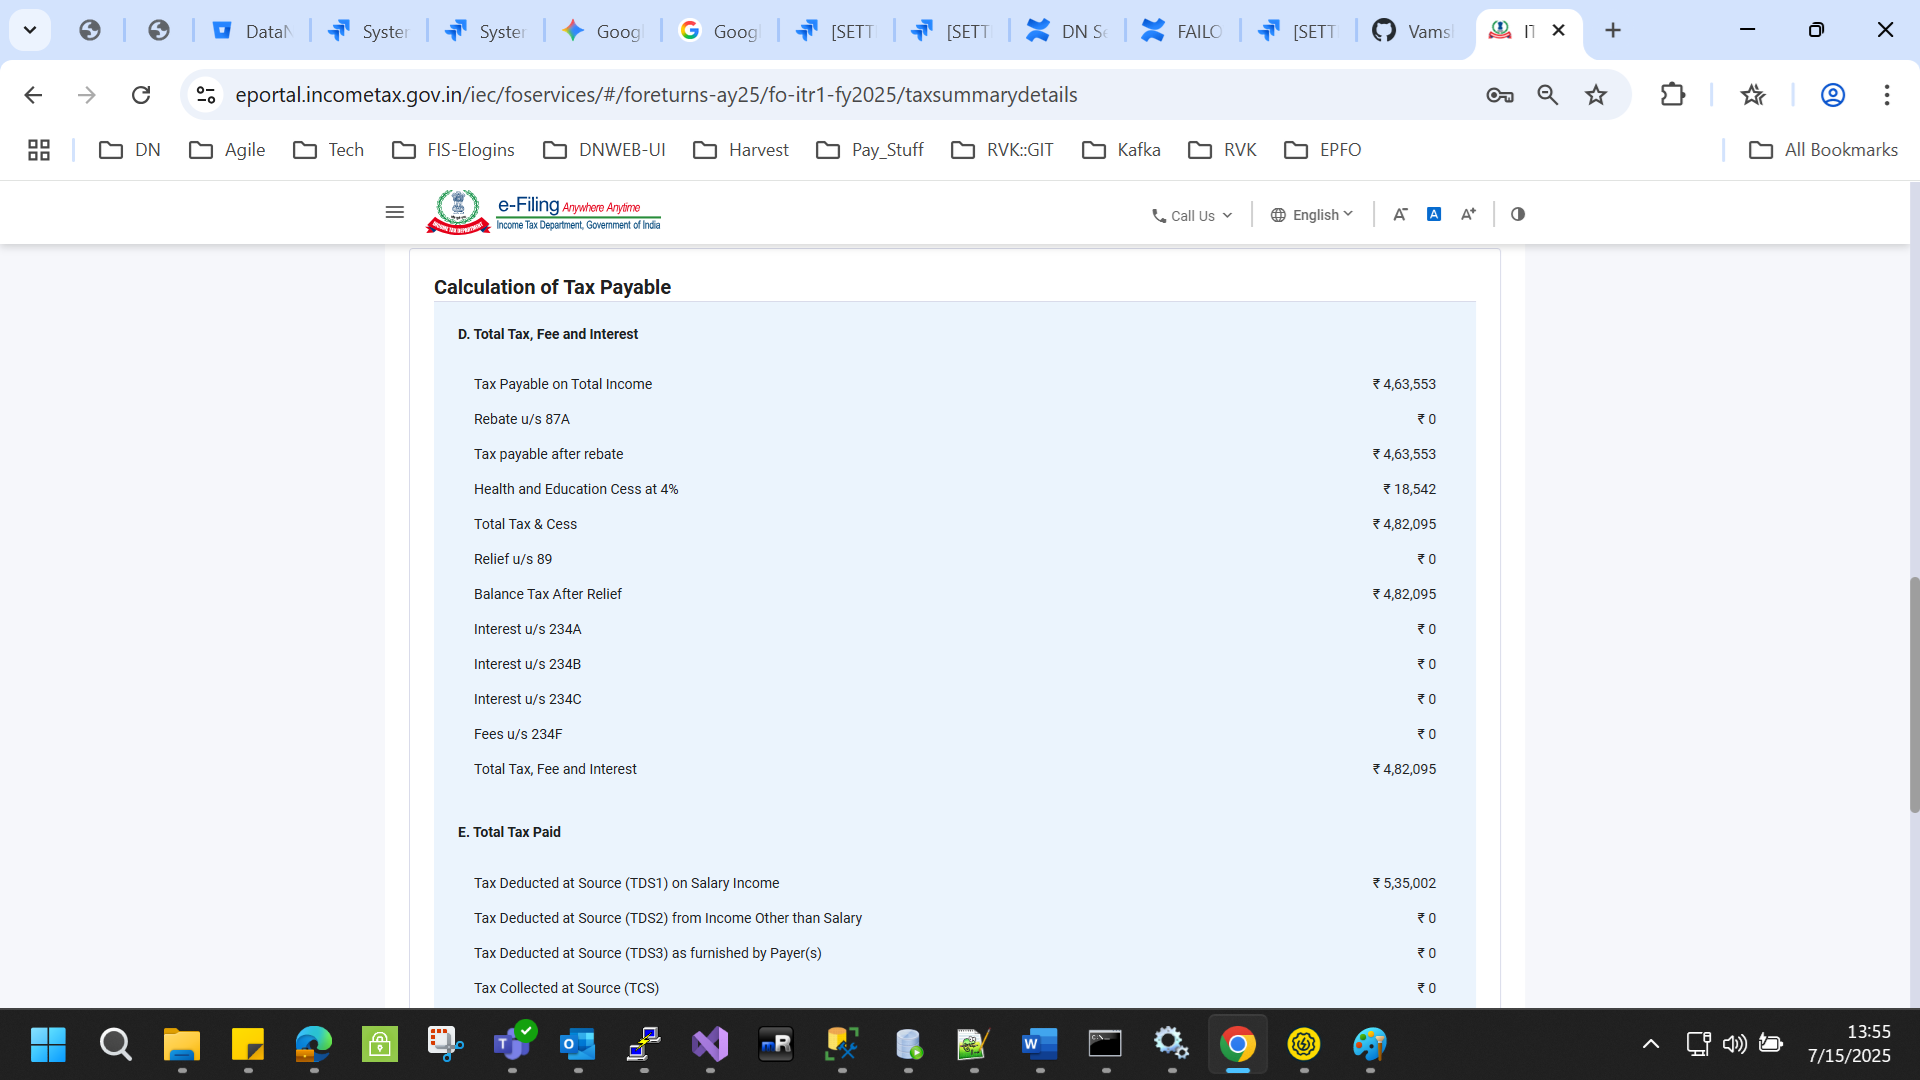 DataN
Syster
Syster
Googl
Googl
[SETTI
[SETTI
DN Se
FAILO
[SETTI
Vamsi
IT
eportal.incometax.gov.in/iec/foservices/#/foreturns-ay25/fo-itr1-fy2025/taxsummarydetails
DN
Agile
Tech
FIS-Elogins
DNWEB-UI
Harvest
Pay_Stuff
RVK::GIT
Kafka
RVK
EPFO
All Bookmarks
e-Filing Anywhere Anytime
Income Tax Department, Government of India
INCOME TAX DEPARTMENT
Call Us
English
A-
A
A+
Calculation of Tax Payable
D. Total Tax, Fee and Interest
Tax Payable on Total Income ₹ 4,63,553
Rebate u/s 87A ₹ 0
Tax payable after rebate ₹ 4,63,553
Health and Education Cess at 4% ₹ 18,542
Total Tax & Cess ₹ 4,82,095
Relief u/s 89 ₹ 0
Balance Tax After Relief ₹ 4,82,095
Interest u/s 234A ₹ 0
Interest u/s 234B ₹ 0
Interest u/s 234C ₹ 0
Fees u/s 234F ₹ 0
Total Tax, Fee and Interest ₹ 4,82,095
E. Total Tax Paid
Tax Deducted at Source (TDS1) on Salary Income ₹ 5,35,002
Tax Deducted at Source (TDS2) from Income Other than Salary ₹ 0
Tax Deducted at Source (TDS3) as furnished by Payer(s) ₹ 0
Tax Collected at Source (TCS) ₹ 0
13:55
7/15/2025